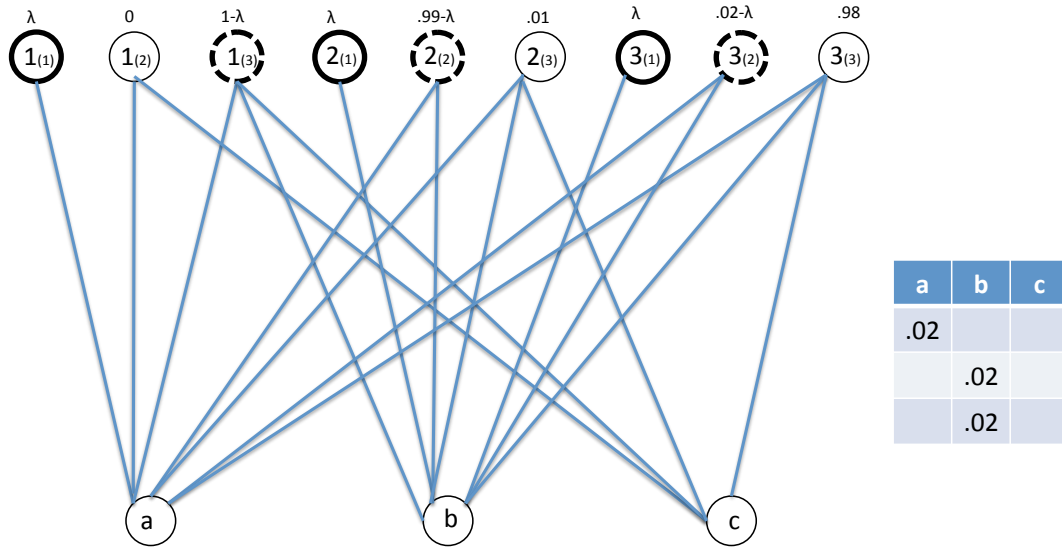 λ 0 1-λ λ .99-λ .01 λ .02-λ .98
1(1) 1(2) 1(3) 2(1) 2(2) 2(3) 3(1) 3(2) 3(3)
a b c
.02
.02
.02
a b c